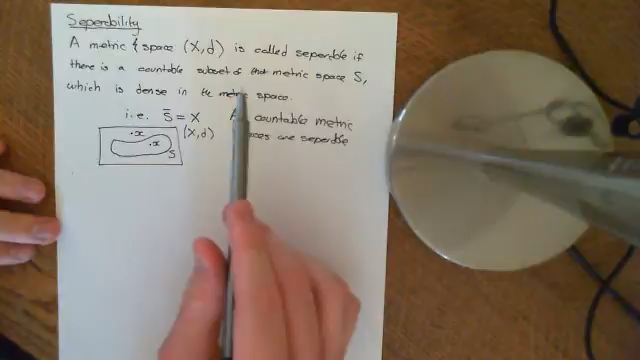 Seperability
A metric space (X,d) is called seperable if
there is a countable subset of that metric space S,
which is dense in the metric space.
i.e. S̄ = X countable metric
(X,d) are seperable
x
x
S